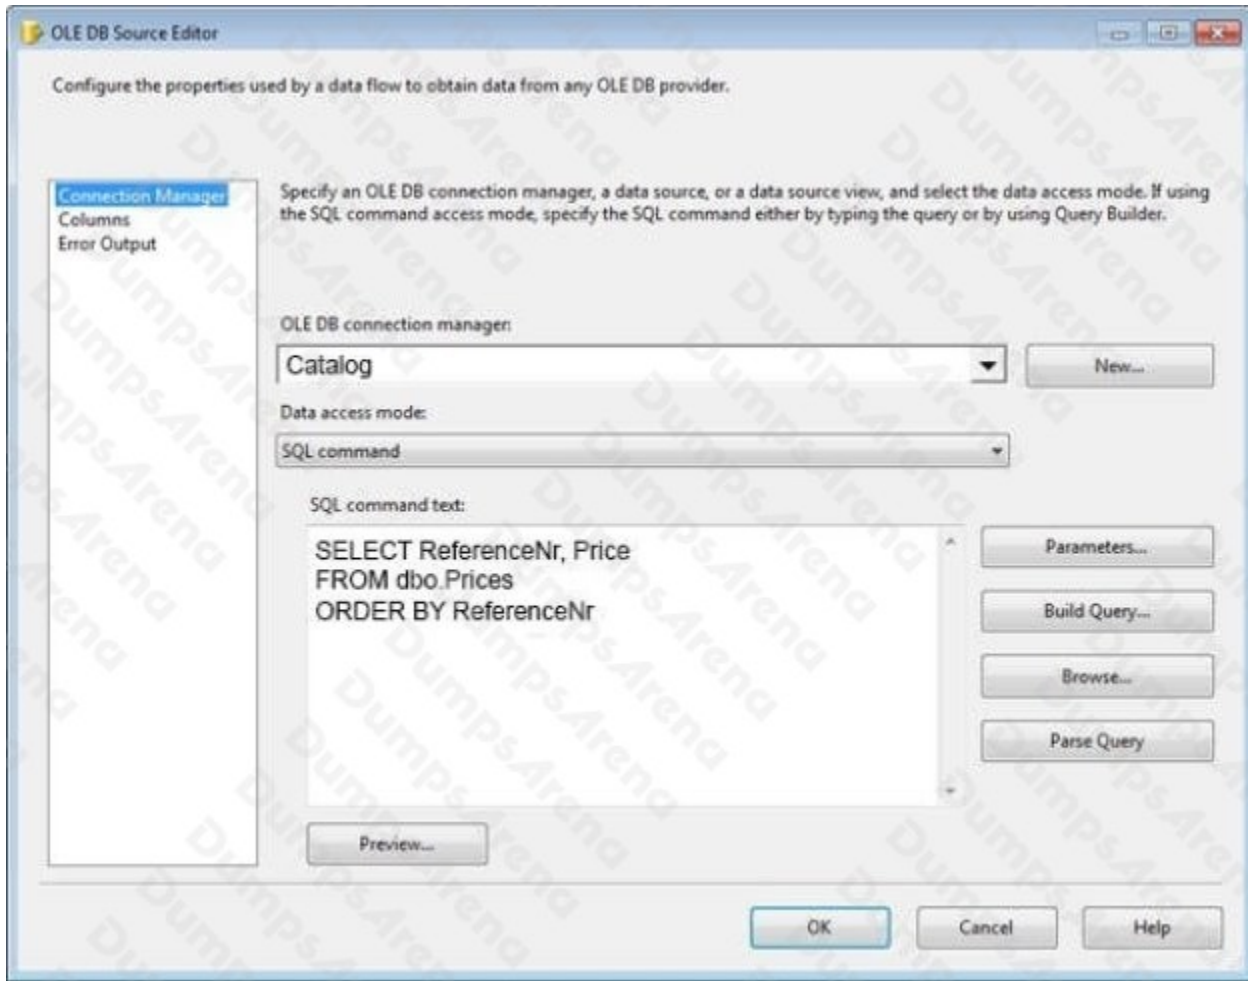 OLE DB Source Editor
Configure the properties used by a data flow to obtain data from any OLE DB provider.
Connection Manager
Columns
Error Output
Specify an OLE DB connection manager, a data source, or a data source view, and select the data access mode. If using
the SQL command access mode, specify the SQL command either by typing the query or by using Query Builder.
OLE DB connection manager:
Catalog
New...
Data access mode:
SQL command
SQL command text:
SELECT ReferenceNr, Price
FROM dbo.Prices
ORDER BY ReferenceNr
Parameters...
Build Query...
Browse...
Parse Query
Preview...
OK
Cancel
Help
DumpsArena